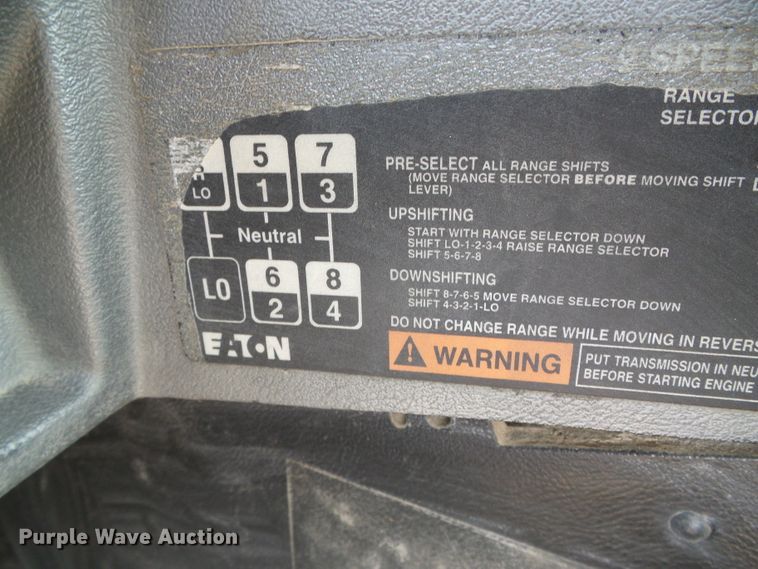 9 SPEED
RANGE
SELECTOR
R 5 7
LO 1 3
Neutral
LO 6 8
2 4
EATON
PRE-SELECT ALL RANGE SHIFTS
(MOVE RANGE SELECTOR BEFORE MOVING SHIFT
LEVER)
UPSHIFTING
START WITH RANGE SELECTOR DOWN
SHIFT LO-1-2-3-4 RAISE RANGE SELECTOR
SHIFT 5-6-7-8
DOWNSHIFTING
SHIFT 8-7-6-5 MOVE RANGE SELECTOR DOWN
SHIFT 4-3-2-1-LO
DO NOT CHANGE RANGE WHILE MOVING IN REVERS
WARNING
PUT TRANSMISSION IN NEU
BEFORE STARTING ENGINE
Purple Wave Auction